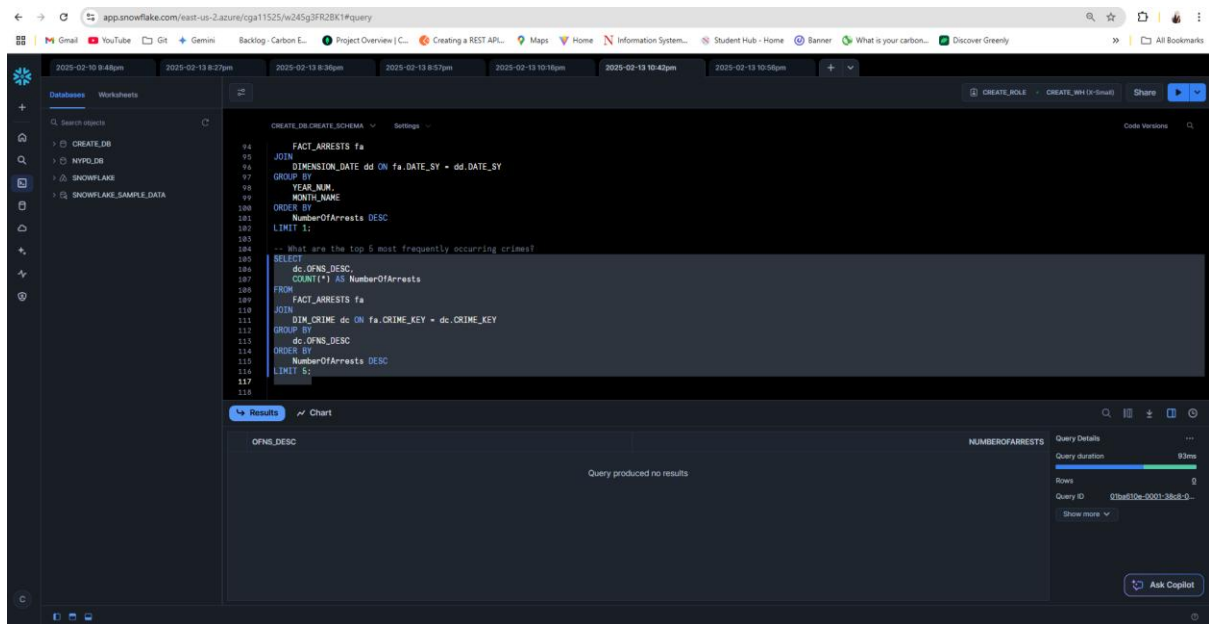 app.snowflake.com/east-us-2.azure/cga11525/w245g3FR2BK1#query
Gmail YouTube Git Gemini Backlog - Carbon E... Project Overview | C... Creating a REST API... Maps Home Information System... Student Hub - Home Banner What is your carbon... Discover Greenly » All Bookmarks
2025-02-10 9:48pm 2025-02-13 8:27pm 2025-02-13 8:36pm 2025-02-13 8:57pm 2025-02-13 10:16pm 2025-02-13 10:42pm 2025-02-13 10:56pm +
Databases Worksheets CREATE_ROLE · CREATE_WH (X-Small) Share
Search objects
CREATE_DB.CREATE_SCHEMA Settings Code Versions
CREATE_DB
NYPD_DB
SNOWFLAKE
SNOWFLAKE_SAMPLE_DATA
94 FACT_ARRESTS fa
95 JOIN
96 DIMENSION_DATE dd ON fa.DATE_SY = dd.DATE_SY
97 GROUP BY
98 YEAR_NUM,
99 MONTH_NAME
100 ORDER BY
101 NumberOfArrests DESC
102 LIMIT 1;
103
104 -- What are the top 5 most frequently occurring crimes?
105 SELECT
106 dc.OFNS_DESC,
107 COUNT(*) AS NumberOfArrests
108 FROM
109 FACT_ARRESTS fa
110 JOIN
111 DIM_CRIME dc ON fa.CRIME_KEY = dc.CRIME_KEY
112 GROUP BY
113 dc.OFNS_DESC
114 ORDER BY
115 NumberOfArrests DESC
116 LIMIT 5;
117
118
Results Chart
OFNS_DESC NUMBEROFARRESTS
Query produced no results
Query Details ...
Query duration 93ms
Rows 0
Query ID
Show more
Ask Copilot
C